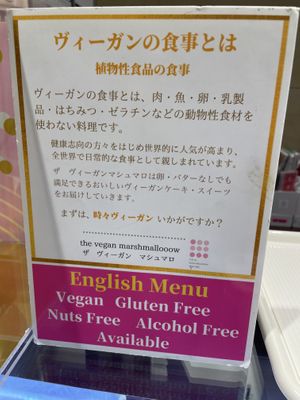 ヴィーガンの食事とは
植物性食品の食事
ヴィーガンの食事とは、肉・魚・卵・乳製
品・はちみつ・ゼラチンなどの動物性食材を
使わない料理です。
健康志向の方々をはじめ世界的に人気が高まり、
全世界で日常的な食事として親しまれています。
ザ ヴィーガンマシュマロは卵・バターなしでも
満足できるおいしいヴィーガンケーキ・スイーツ
をお届けしていきます。
まずは、時々ヴィーガン いかがですか？
the vegan marshmalloow
ザ ヴィーガン マシュマロ
English Menu
Vegan Gluten Free
Nuts Free Alcohol Free
Available